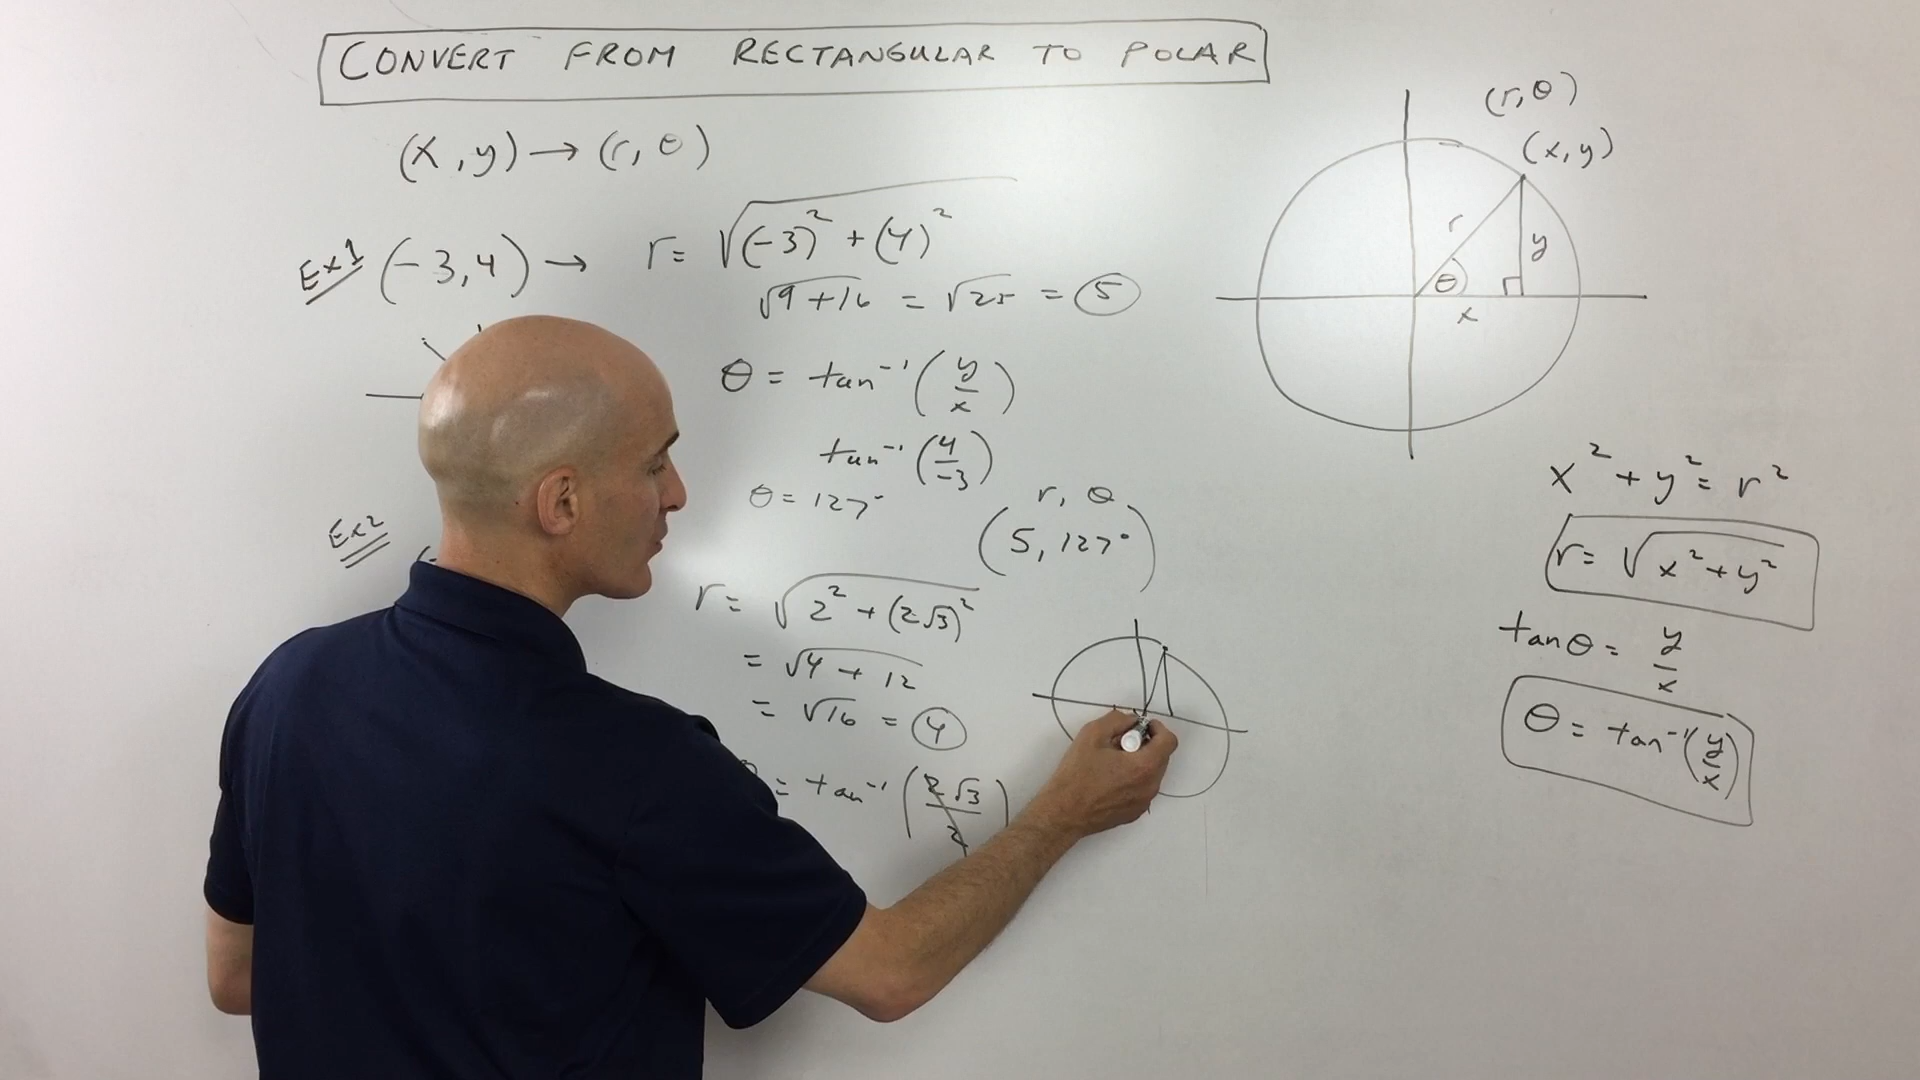 CONVERT FROM RECTANGULAR TO POLAR
(x, y) → (r, θ)
Ex1 (-3, 4) → r = √((-3)² + (4)²)
√9 + 16 = √25 = 5
θ = tan⁻¹(y/x)
tan⁻¹(4/-3)
θ = 127°
r, θ
(5, 127°)
Ex2
r = √(2² + (2√3)²)
= √4 + 12
= √16 = 4
= tan⁻¹(2√3/2)
(r, θ)
(x, y)
r
y
θ
x
x² + y² = r²
r = √(x² + y²)
tanθ = y/x
θ = tan⁻¹(y/x)